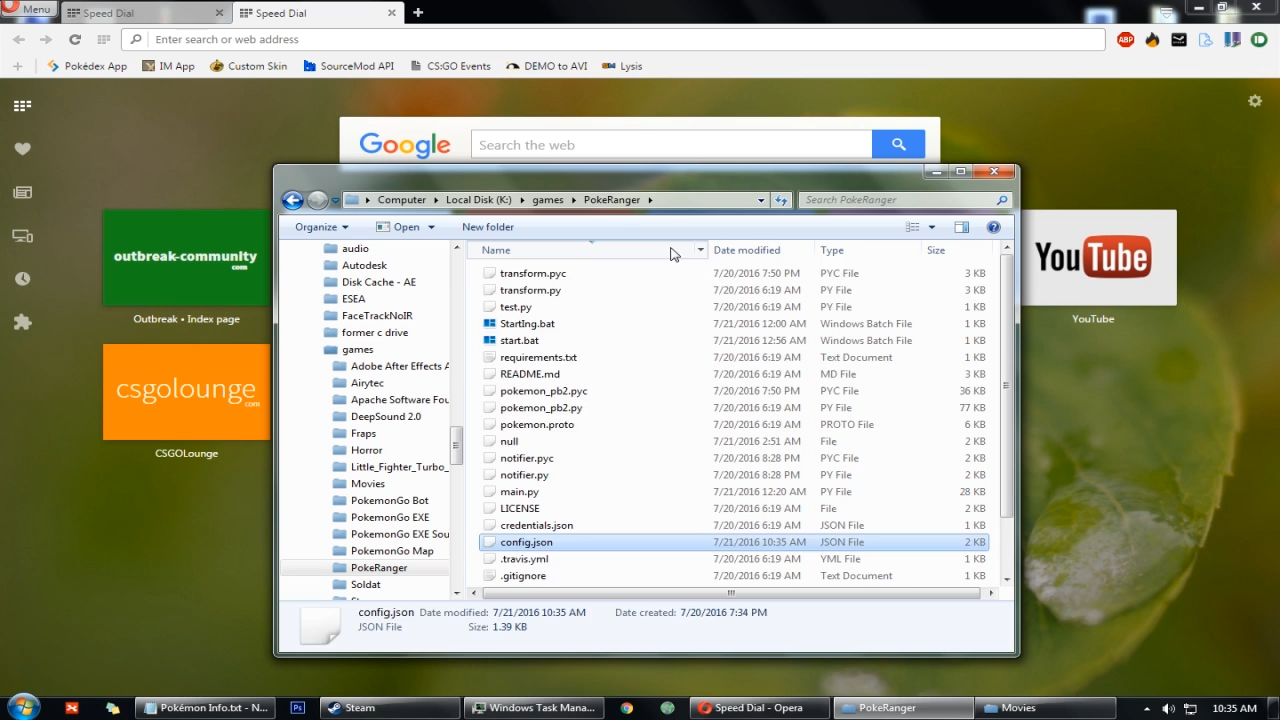 Menu Speed Dial Speed Dial
Enter search or web address
ABP
Pokédex App IM App Custom Skin SourceMod API CS:GO Events DEMO to AVI Lysis
Google Search the web
Computer Local Disk (K:) games PokeRanger Search PokeRanger
Organize Open New folder
Name Date modified Type Size
audio
Autodesk
Disk Cache - AE
ESEA
FaceTrackNoIR
former c drive
games
Adobe After Effects A
Airytec
Apache Software Fou
DeepSound 2.0
Fraps
Horror
Little_Fighter_Turbo_
Movies
PokemonGo Bot
PokemonGo EXE
PokemonGo EXE Sou
PokemonGo Map
PokeRanger
Soldat
transform.pyc 7/20/2016 7:50 PM PYC File 3 KB
transform.py 7/20/2016 6:19 AM PY File 3 KB
test.py 7/20/2016 6:19 AM PY File 1 KB
StartIng.bat 7/21/2016 12:00 AM Windows Batch File 1 KB
start.bat 7/21/2016 12:56 AM Windows Batch File 1 KB
requirements.txt 7/20/2016 6:19 AM Text Document 1 KB
README.md 7/20/2016 6:19 AM MD File 2 KB
pokemon_pb2.pyc 7/20/2016 7:50 PM PYC File 36 KB
pokemon_pb2.py 7/20/2016 6:19 AM PY File 77 KB
pokemon.proto 7/20/2016 6:19 AM PROTO File 6 KB
null 7/21/2016 2:51 AM File 2 KB
notifier.pyc 7/20/2016 8:28 PM PYC File 2 KB
notifier.py 7/20/2016 8:28 PM PY File 2 KB
main.py 7/21/2016 12:20 AM PY File 28 KB
LICENSE 7/20/2016 6:19 AM File 2 KB
credentials.json 7/20/2016 6:19 AM JSON File 1 KB
config.json 7/21/2016 10:35 AM JSON File 2 KB
.travis.yml 7/20/2016 6:19 AM YML File 1 KB
.gitignore 7/20/2016 6:19 AM Text Document 1 KB
config.json Date modified: 7/21/2016 10:35 AM Date created: 7/20/2016 7:34 PM
JSON File Size: 1.39 KB
outbreak-community
com
Outbreak • Index page
csgolounge
com
CSGOLounge
YouTube
YouTube
Pokémon Info.txt - N... Ps Steam Windows Task Mana... Speed Dial - Opera PokeRanger Movies 10:35 AM